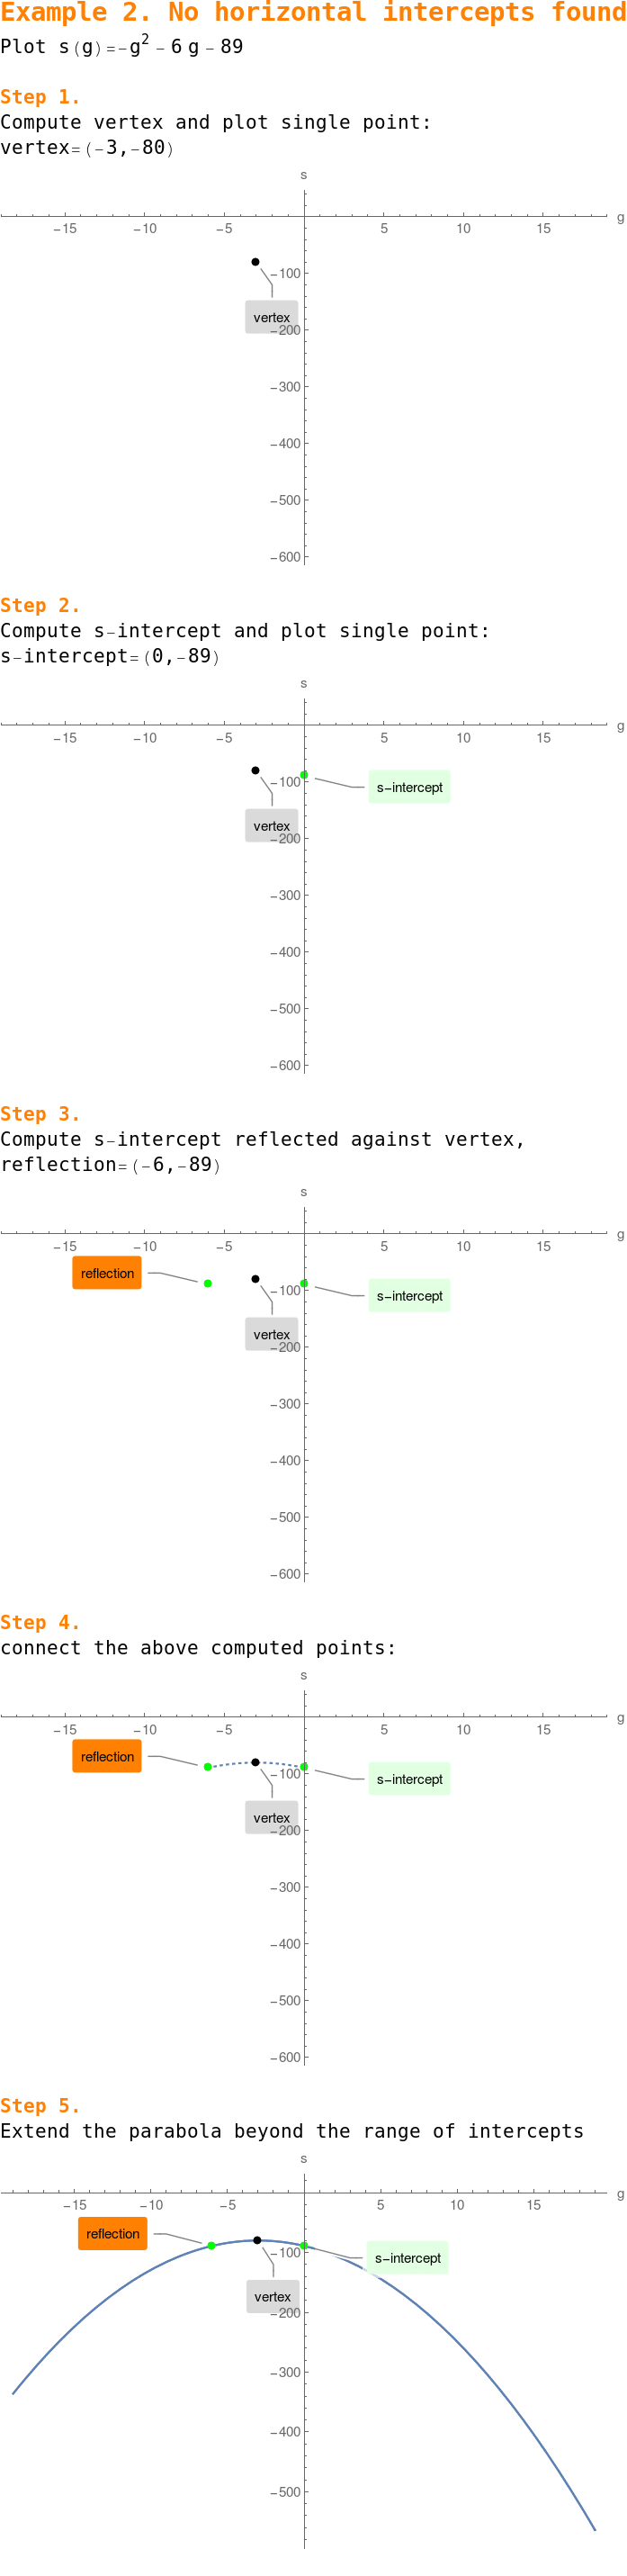 Example 2. No horizontal intercepts found
Plot s(g)=-g² - 6 g - 89
Step 1.
Compute vertex and plot single point:
vertex=(-3,-80)
s
g
-15 -10 -5 5 10 15
-100
vertex
-200
-300
-400
-500
-600
Step 2.
Compute s-intercept and plot single point:
s-intercept=(0,-89)
s
g
-15 -10 -5 5 10 15
-100
s-intercept
vertex
-200
-300
-400
-500
-600
Step 3.
Compute s-intercept reflected against vertex,
reflection=(-6,-89)
s
g
-15 -10 -5 5 10 15
reflection
-100
s-intercept
vertex
-200
-300
-400
-500
-600
Step 4.
connect the above computed points:
s
g
-15 -10 -5 5 10 15
reflection
-100
s-intercept
vertex
-200
-300
-400
-500
-600
Step 5.
Extend the parabola beyond the range of intercepts
s
g
-15 -10 -5 5 10 15
reflection
-100
s-intercept
vertex
-200
-300
-400
-500